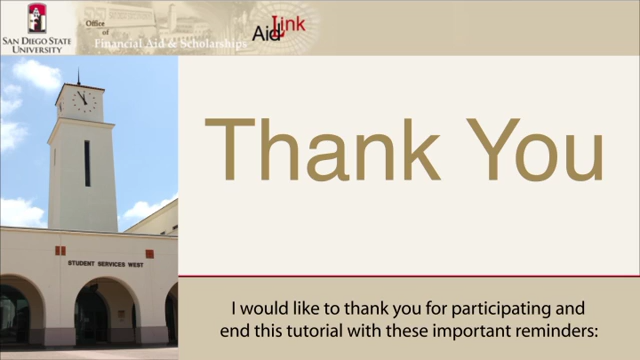 SAN DIEGO STATE
UNIVERSITY
Office
of
Financial Aid & Scholarships
AidLink
Thank You
STUDENT SERVICES WEST
I would like to thank you for participating and
end this tutorial with these important reminders: